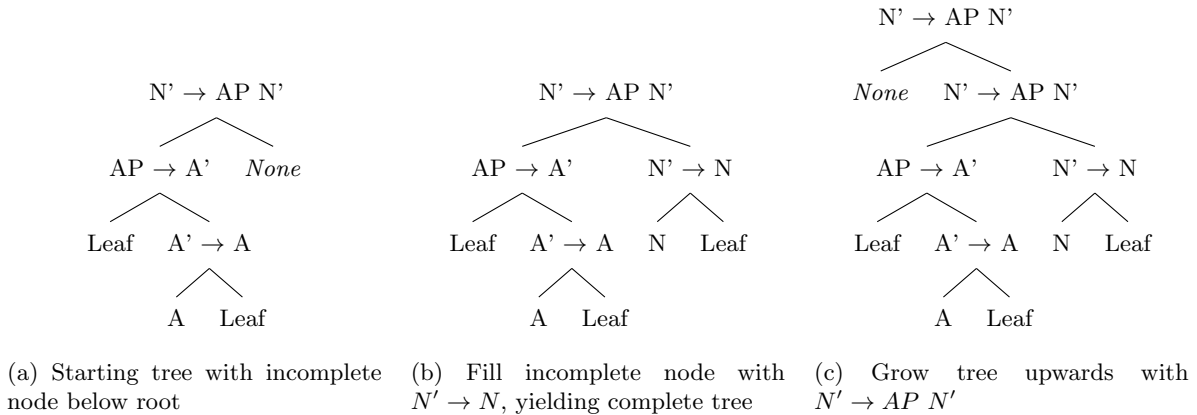 N' → AP N'
N' → AP N'
AP → A' None
Leaf A' → A
A Leaf
(a) Starting tree with incomplete
node below root
N' → AP N'
AP → A' N' → N
Leaf A' → A N Leaf
A Leaf
(b) Fill incomplete node with
N′ → N, yielding complete tree
None N' → AP N'
AP → A' N' → N
Leaf A' → A N Leaf
A Leaf
(c) Grow tree upwards with
N′ → AP N′